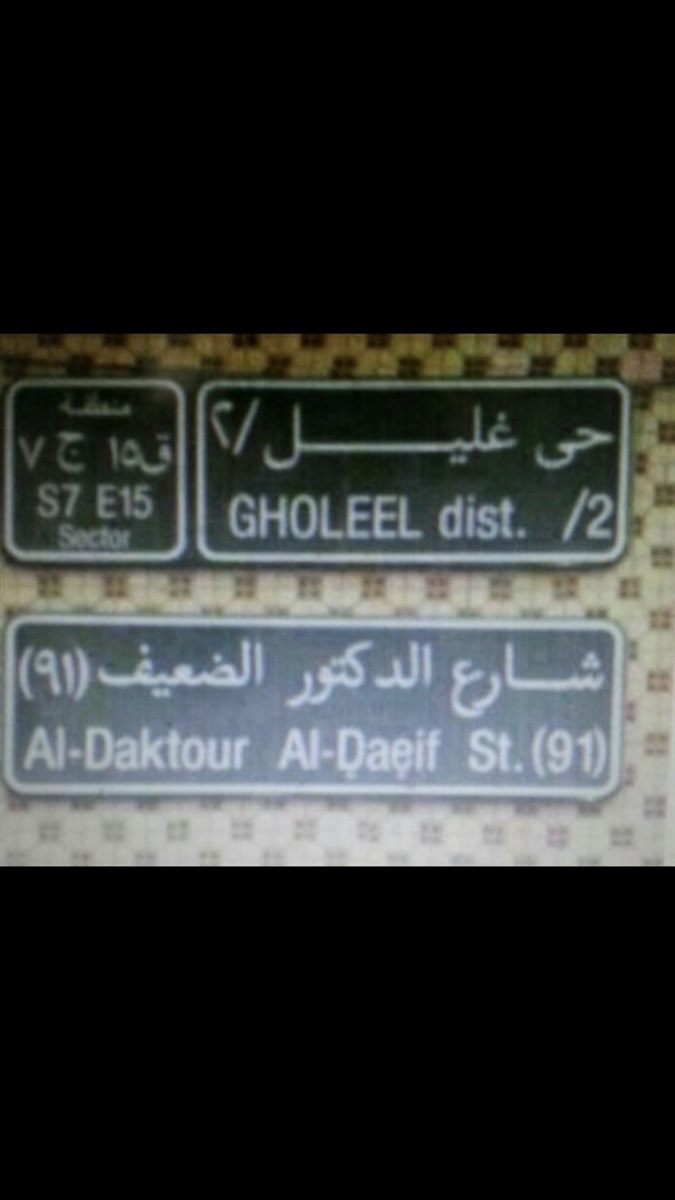 منطقة
ق١٥ ج ٧
S7 E15
Sector
حى غليل /٢
GHOLEEL dist. /2
شارع الدكتور الضعيف (٩١)
Al-Daktour Al-Ḍaȩif St. (91)